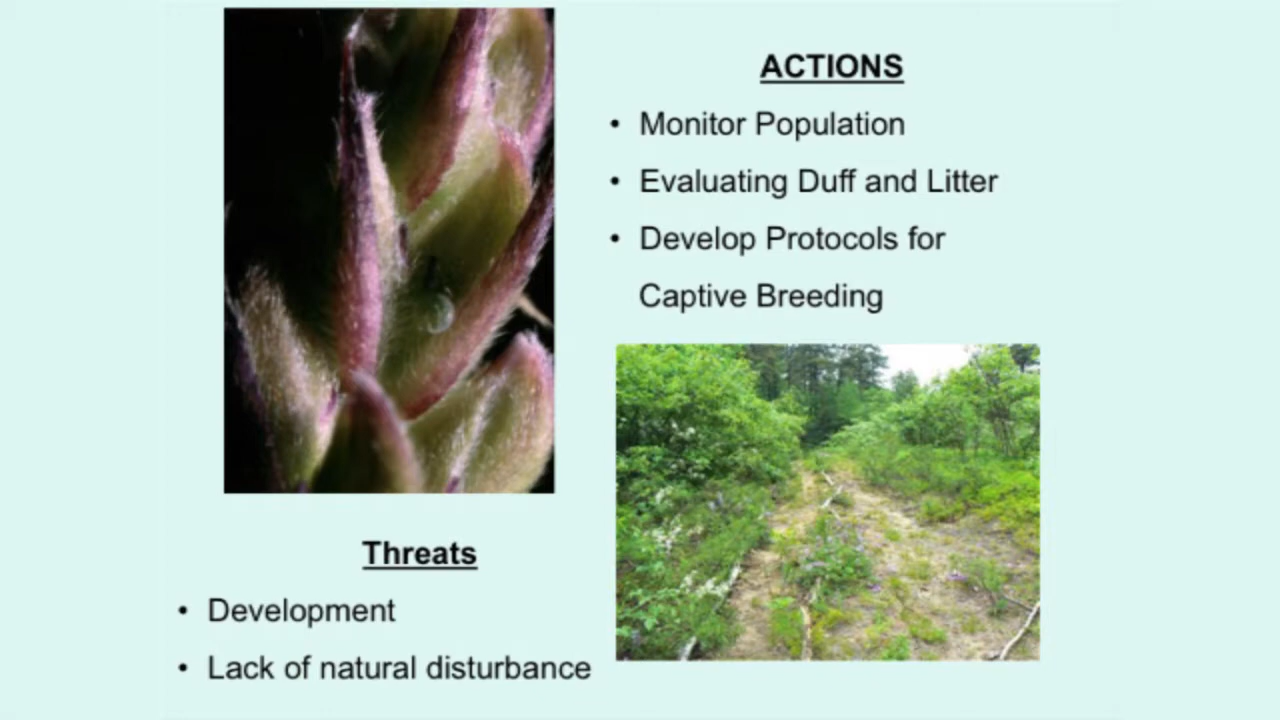 ACTIONS
• Monitor Population
• Evaluating Duff and Litter
• Develop Protocols for
Captive Breeding
Threats
• Development
• Lack of natural disturbance